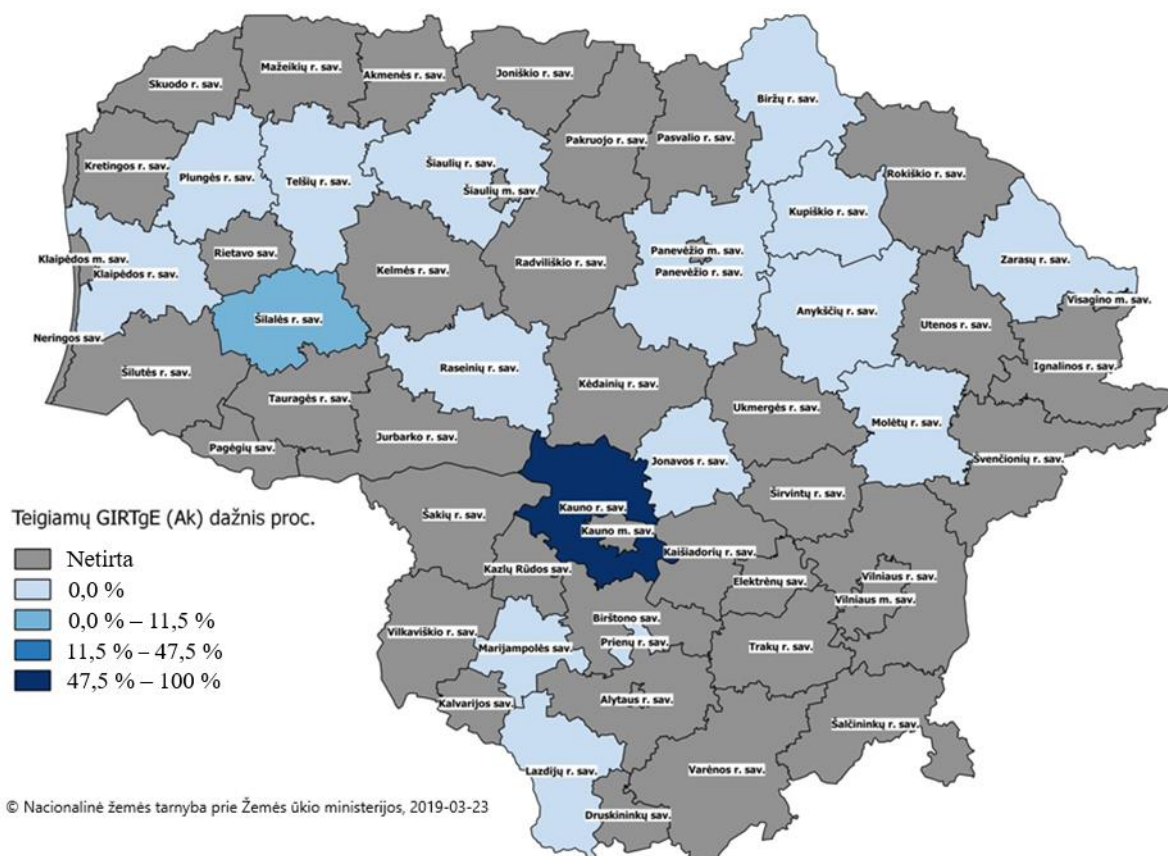 Skuodo r. sav.
Mažeikių r. sav.
Akmenės r. sav.
Joniškio r. sav.
Biržų r. sav.
Pakruojo r. sav.
Pasvalio r. sav.
Kretingos r. sav.
Plungės r. sav.
Telšių r. sav.
Šiaulių r. sav.
Šiaulių m. sav.
Rokiškio r. sav.
Kupiškio r. sav.
Klaipėdos m. sav.
Klaipėdos r. sav.
Rietavo sav.
Kelmės r. sav.
Radviliškio r. sav.
Panevėžio m. sav.
Panevėžio r. sav.
Zarasų r. sav.
Visagino m. sav.
Anykščių r. sav.
Utenos r. sav.
Ignalinos r. sav.
Neringos sav.
Šilalės r. sav.
Šilutės r. sav.
Raseinių r. sav.
Kėdainių r. sav.
Tauragės r. sav.
Ukmergės r. sav.
Molėtų r. sav.
Pagėgių sav.
Jurbarko r. sav.
Jonavos r. sav.
Švenčionių r. sav.
Širvintų r. sav.
Šakių r. sav.
Kauno r. sav.
Kauno m. sav.
Kaišiadorių r. sav.
Kazlų Rūdos sav.
Elektrėnų sav.
Vilniaus r. sav.
Vilniaus m. sav.
Vilkaviškio r. sav.
Marijampolės sav.
Birštono sav.
Prienų r. sav.
Trakų r. sav.
Kalvarijos sav.
Alytaus r. sav.
Šalčininkų r. sav.
Lazdijų r. sav.
Varėnos r. sav.
Druskininkų sav.
Teigiamų GIRTgE (Ak) dažnis proc.
Netirta
0,0 %
0,0 % – 11,5 %
11,5 % – 47,5 %
47,5 % – 100 %
© Nacionalinė žemės tarnyba prie Žemės ūkio ministerijos, 2019-03-23